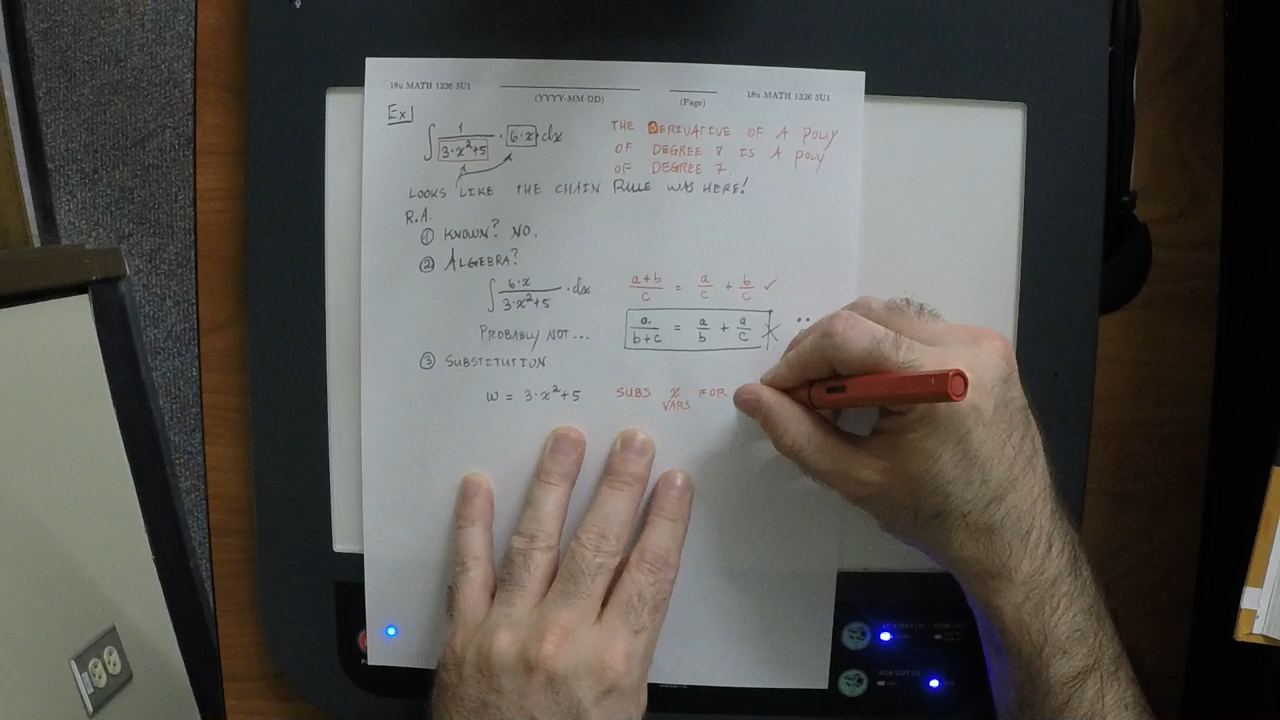 18u MATH 1326 5U1
(YYYY-MM-DD)
(Page)
18u MATH 1326 5U1
Ex1
∫ 1/(3·x²+5) · 6·x dx
THE DERIVATIVE OF A POLY
OF DEGREE 8 IS A POLY
OF DEGREE 7.
LOOKS LIKE THE CHAIN RULE WAS HERE!
R.A.
① KNOWN? NO.
② ALGEBRA?
∫ 6·x/(3·x²+5) · dx
(a+b)/c = a/c + b/c ✓
PROBABLY NOT...
a/(b+c) = a/b + a/c
③ SUBSTITUTION
w = 3·x²+5
SUBS x FOR
VARS